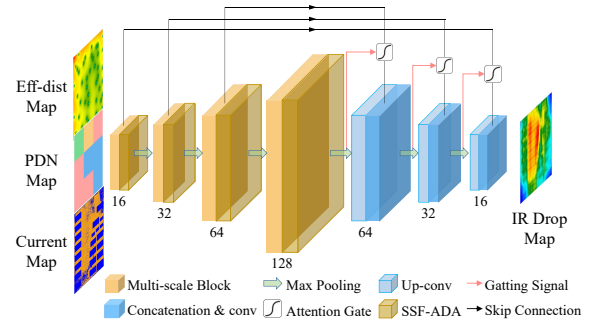 Eff-dist
Map
PDN
Map
Current
Map
16
32
64
128
64
32
16
IR Drop
Map
Multi-scale Block
Max Pooling
Up-conv
Gatting Signal
Concatenation & conv
Attention Gate
SSF-ADA
Skip Connection